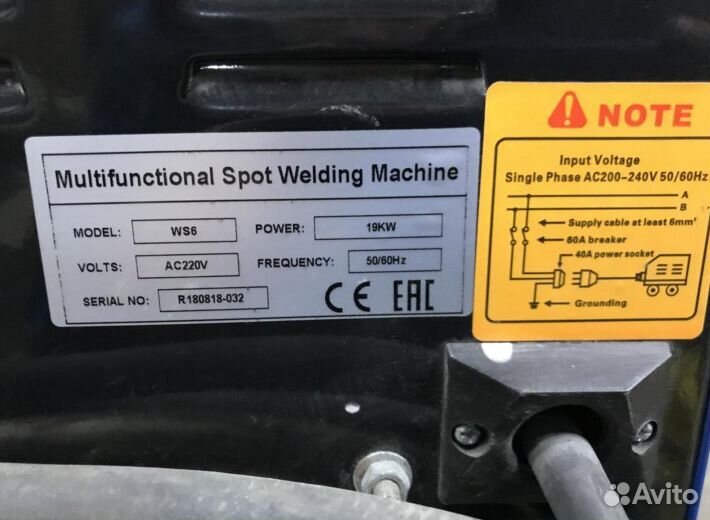 Multifunctional Spot Welding Machine
MODEL: WS6 POWER: 19KW
VOLTS: AC220V FREQUENCY: 50/60Hz
SERIAL NO: R180818-032 CE EAC
NOTE
Input Voltage
Single Phase AC200-240V 50/60Hz
A
B
Supply cable at least 6mm²
60A breaker
40A power socket
Grounding
Avito